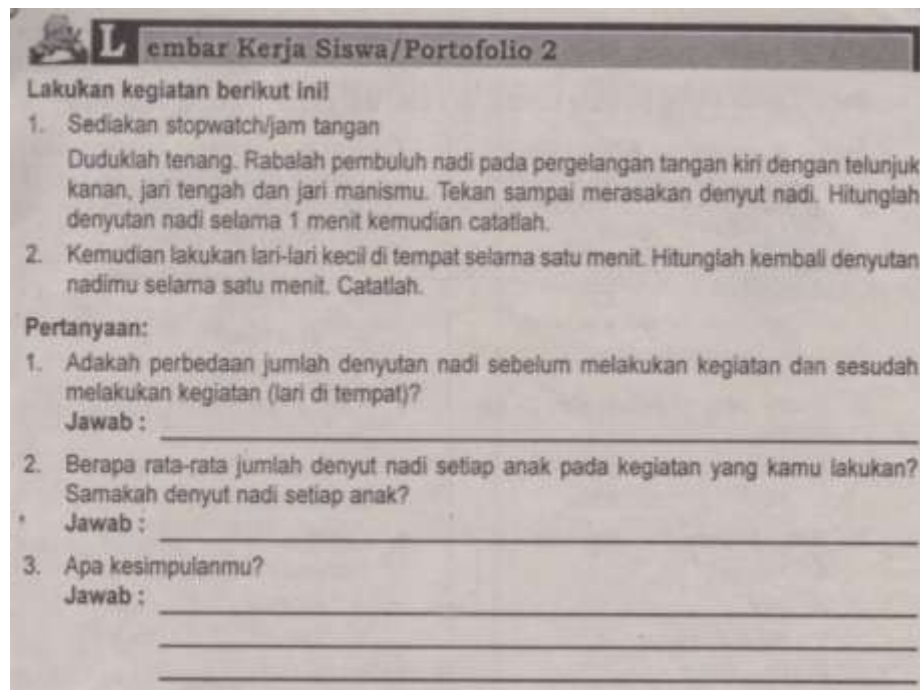 Lembar Kerja Siswa/Portofolio 2
Lakukan kegiatan berikut ini!
1. Sediakan stopwatch/jam tangan
Duduklah tenang. Rabalah pembuluh nadi pada pergelangan tangan kiri dengan telunjuk
kanan, jari tengah dan jari manismu. Tekan sampai merasakan denyut nadi. Hitunglah
denyutan nadi selama 1 menit kemudian catatlah.
2. Kemudian lakukan lari-lari kecil di tempat selama satu menit. Hitunglah kembali denyutan
nadimu selama satu menit. Catatlah.
Pertanyaan:
1. Adakah perbedaan jumlah denyutan nadi sebelum melakukan kegiatan dan sesudah
melakukan kegiatan (lari di tempat)?
Jawab :
2. Berapa rata-rata jumlah denyut nadi setiap anak pada kegiatan yang kamu lakukan?
Samakah denyut nadi setiap anak?
Jawab :
3. Apa kesimpulanmu?
Jawab :